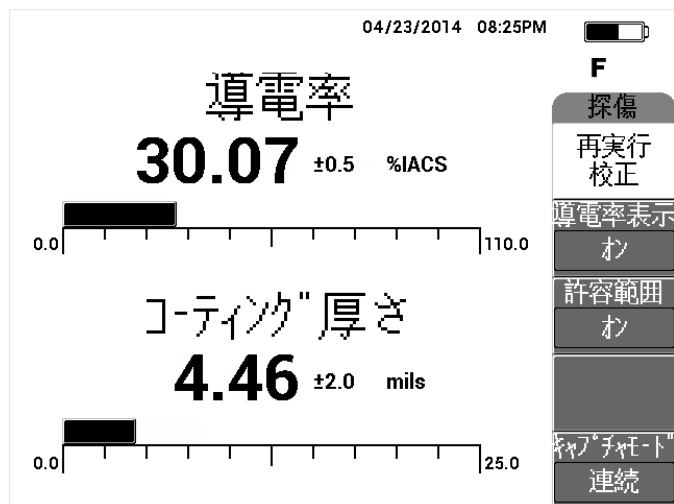 04/23/2014 08:25PM
F
導電率
30.07 ±0.5 %IACS
0.0 110.0
コーティング厚さ
4.46 ±2.0 mils
0.0 25.0
探傷
再実行
校正
導電率表示
オン
許容範囲
オン
キャプチャモード
連続